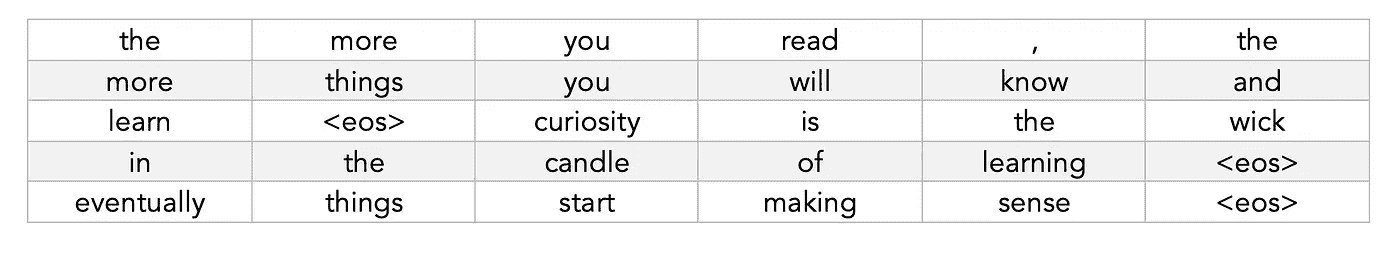 the more you read , the
more things you will know and
learn <eos> curiosity is the wick
in the candle of learning <eos>
eventually things start making sense <eos>